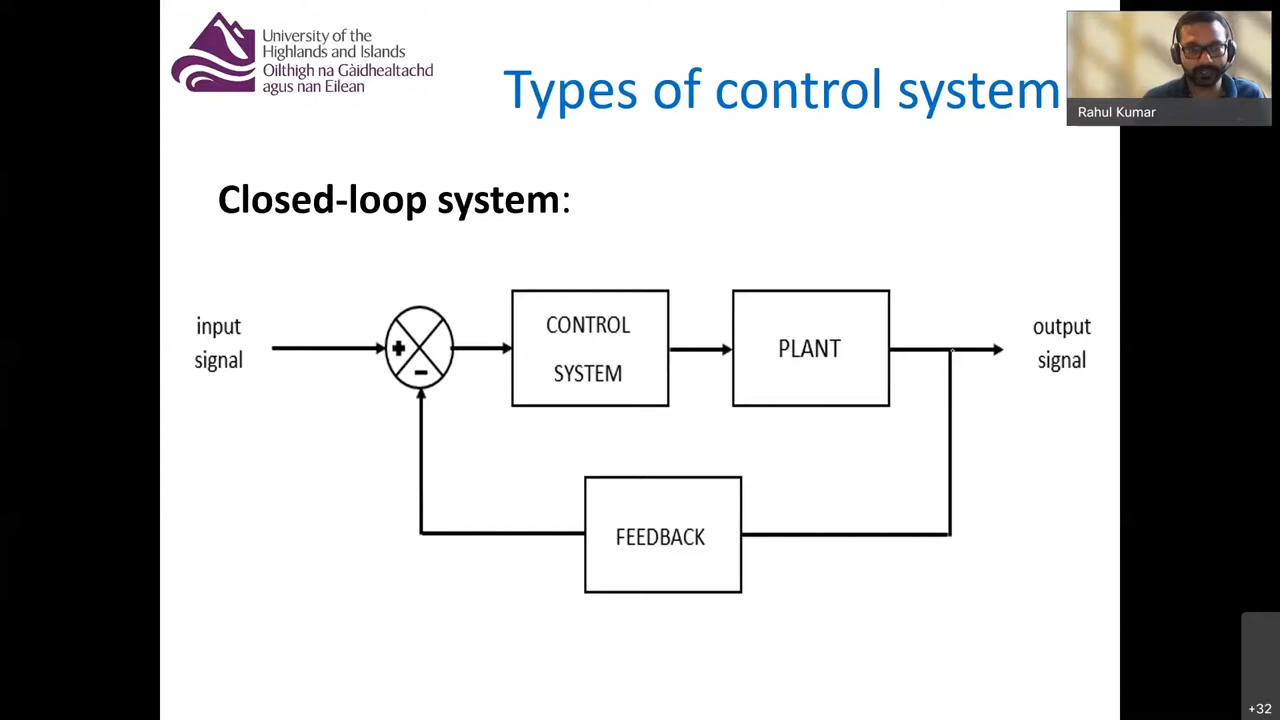 University of the
Highlands and Islands
Oilthigh na Gàidhealtachd
agus nan Eilean
Types of control system
Rahul Kumar
Closed-loop system:
input
signal
+
−
CONTROL
SYSTEM
PLANT
output
signal
FEEDBACK
+32